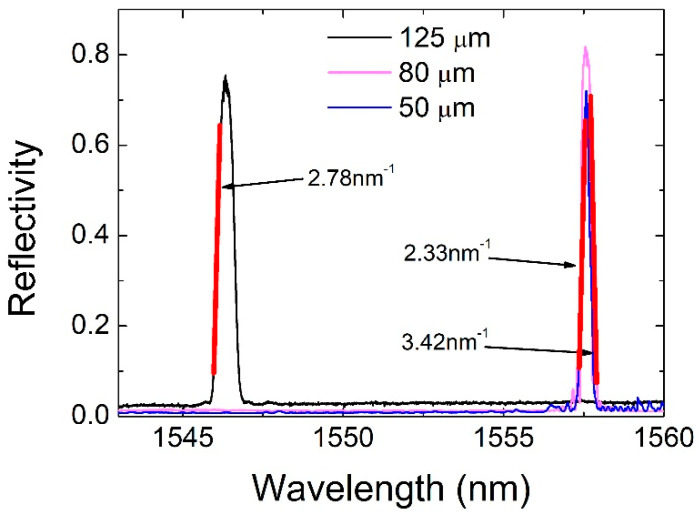 125 μm
80 μm
50 μm
0.8
0.6
0.4
0.2
0.0
Reflectivity
2.78nm-1
2.33nm-1
3.42nm-1
1545
1550
1555
1560
Wavelength (nm)